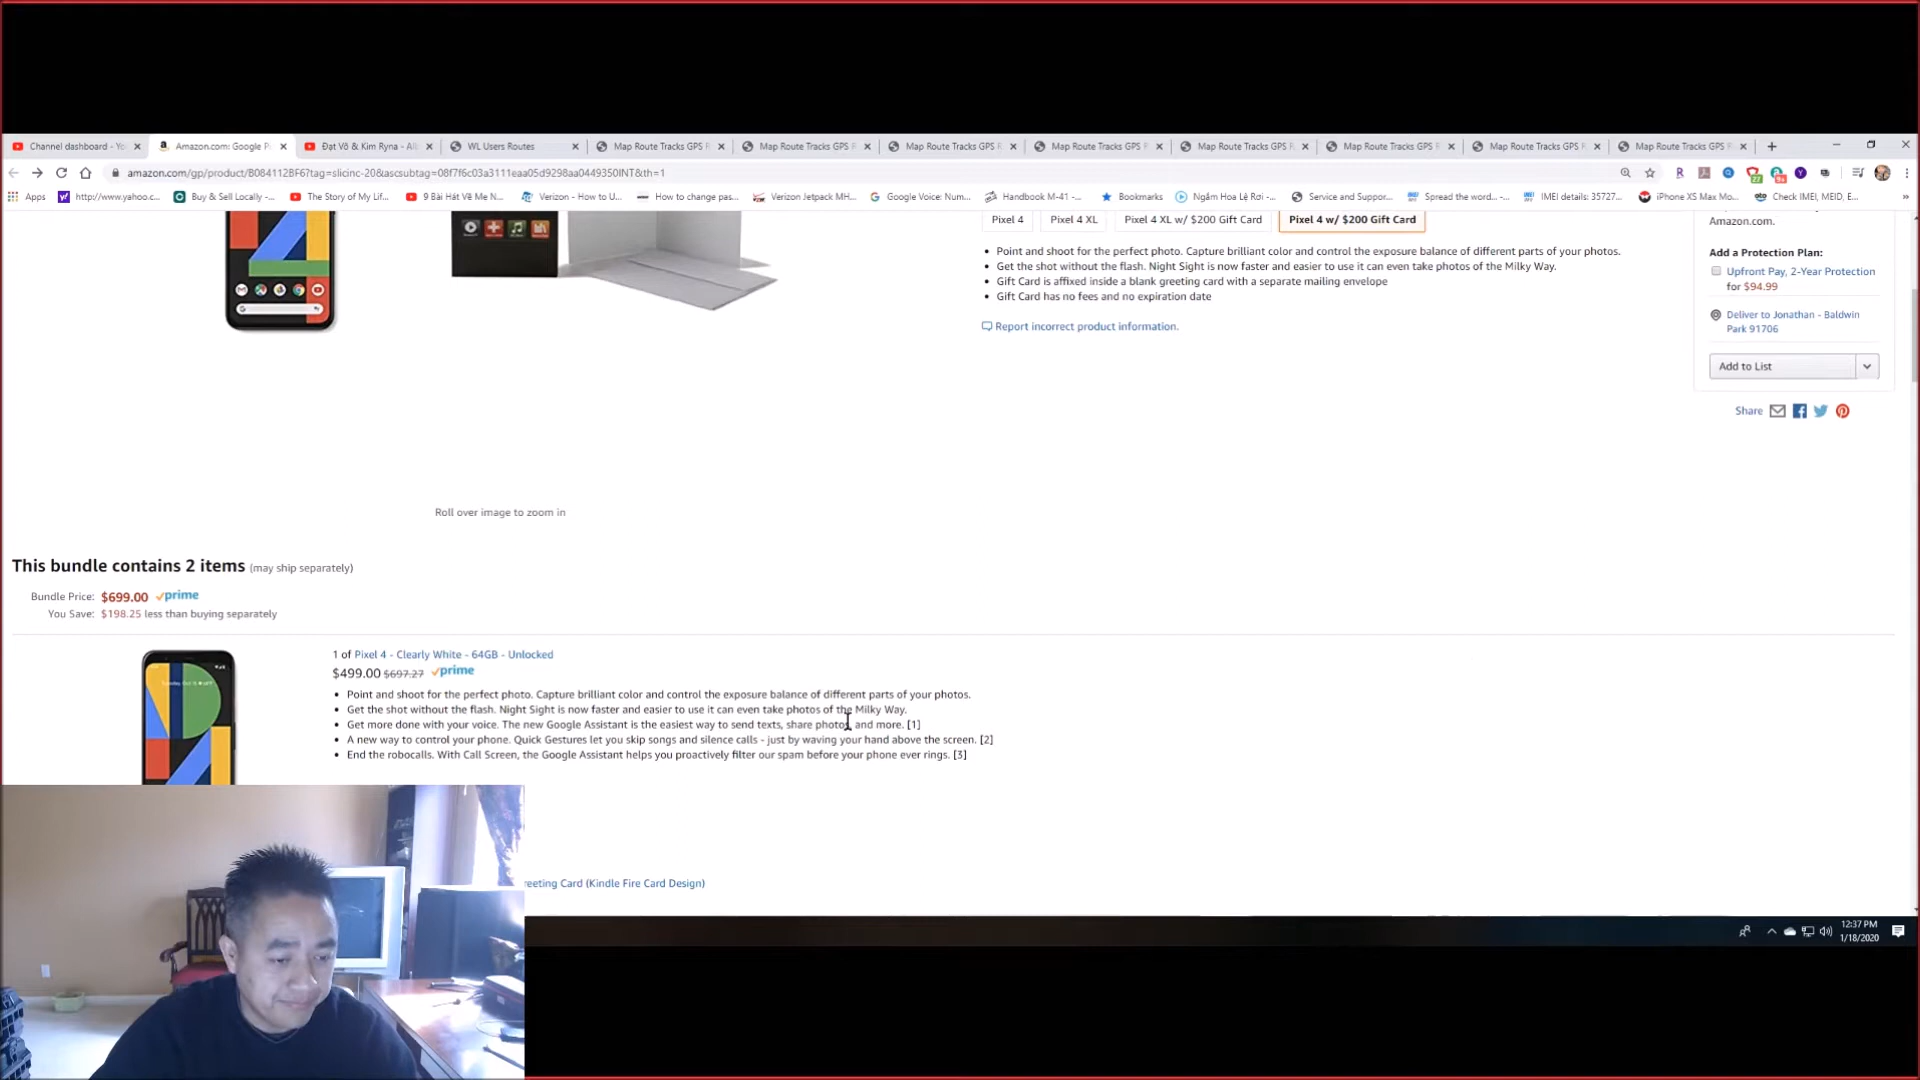 Channel dashboard - Yo
Amazon.com: Google P
Đạt Võ & Kim Ryna - Alb
WL Users Routes
Map Route Tracks GPS R
Map Route Tracks GPS R
Map Route Tracks GPS R
Map Route Tracks GPS R
Map Route Tracks GPS R
Map Route Tracks GPS R
Map Route Tracks GPS R
Map Route Tracks GPS R
amazon.com/gp/product/B084112BF6?tag=slicinc-20&ascsubtag=08f7f6c03a3111eaa05d9298aa0449350INT&th=1
Apps
http://www.yahoo.c...
Buy & Sell Locally -...
The Story of My Lif...
9 Bài Hát Về Me N...
Verizon - How to U...
How to change pas...
Verizon Jetpack MH...
Google Voice: Num...
Handbook M-41 -...
Bookmarks
Ngắm Hoa Lệ Rơi -...
Service and Suppor...
Spread the word...-...
IMEI details: 35727...
iPhone XS Max Mo...
Check IMEI, MEID, E...
Pixel 4
Pixel 4 XL
Pixel 4 XL w/ $200 Gift Card
Pixel 4 w/ $200 Gift Card
Point and shoot for the perfect photo. Capture brilliant color and control the exposure balance of different parts of your photos.
Get the shot without the flash. Night Sight is now faster and easier to use it can even take photos of the Milky Way.
Gift Card is affixed inside a blank greeting card with a separate mailing envelope
Gift Card has no fees and no expiration date
Report incorrect product information.
Amazon.com.
Add a Protection Plan:
Upfront Pay, 2-Year Protection
for $94.99
Deliver to Jonathan - Baldwin
Park 91706
Add to List
Share
Roll over image to zoom in
This bundle contains 2 items (may ship separately)
Bundle Price: $699.00 prime
You Save: $198.25 less than buying separately
1 of Pixel 4 - Clearly White - 64GB - Unlocked
$499.00 $697.27 prime
Point and shoot for the perfect photo. Capture brilliant color and control the exposure balance of different parts of your photos.
Get the shot without the flash. Night Sight is now faster and easier to use it can even take photos of the Milky Way.
Get more done with your voice. The new Google Assistant is the easiest way to send texts, share photos, and more. [1]
A new way to control your phone. Quick Gestures let you skip songs and silence calls - just by waving your hand above the screen. [2]
End the robocalls. With Call Screen, the Google Assistant helps you proactively filter our spam before your phone ever rings. [3]
reeting Card (Kindle Fire Card Design)
12:37 PM
1/18/2020